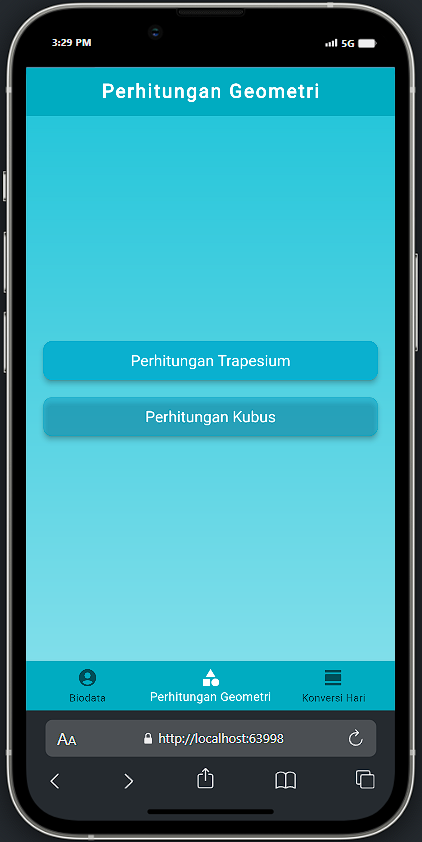 3:29 PM
5G
Perhitungan Geometri
Perhitungan Trapesium
Perhitungan Kubus
Biodata
Perhitungan Geometri
Konversi Hari
AA
http://localhost:63998